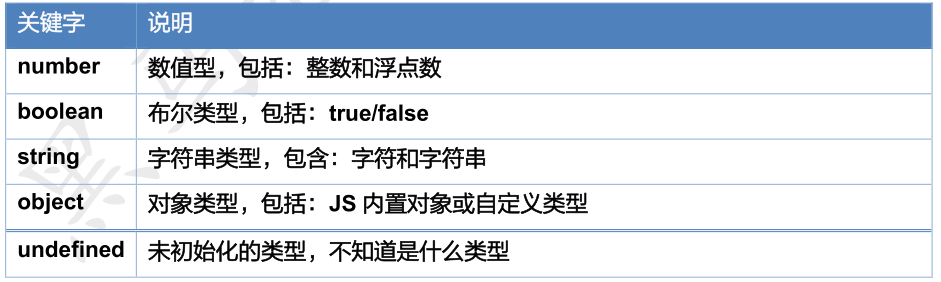 关键字 说明
number 数值型，包括：整数和浮点数
boolean 布尔类型，包括：true/false
string 字符串类型，包含：字符和字符串
object 对象类型，包括：JS 内置对象或自定义类型
undefined 未初始化的类型，不知道是什么类型